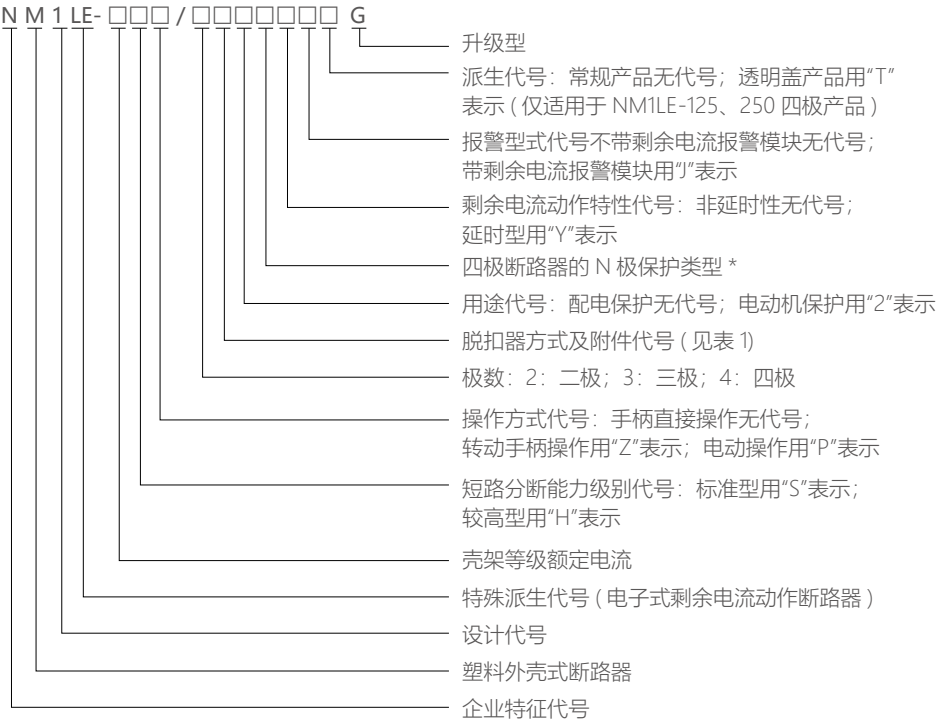 N M 1 LE- □□□ / □□□□□□□ G
升级型
派生代号：常规产品无代号；透明盖产品用“T”
表示 ( 仅适用于 NM1LE-125、250 四极产品 )
报警型式代号不带剩余电流报警模块无代号；
带剩余电流报警模块用“J”表示
剩余电流动作特性代号：非延时性无代号；
延时型用“Y”表示
四极断路器的 N 极保护类型 *
用途代号：配电保护无代号；电动机保护用“2”表示
脱扣器方式及附件代号 ( 见表 1)
极数：2：二极；3：三极；4：四极
操作方式代号：手柄直接操作无代号；
转动手柄操作用“Z”表示；电动操作用“P”表示
短路分断能力级别代号：标准型用“S”表示；
较高型用“H”表示
壳架等级额定电流
特殊派生代号 ( 电子式剩余电流动作断路器 )
设计代号
塑料外壳式断路器
企业特征代号